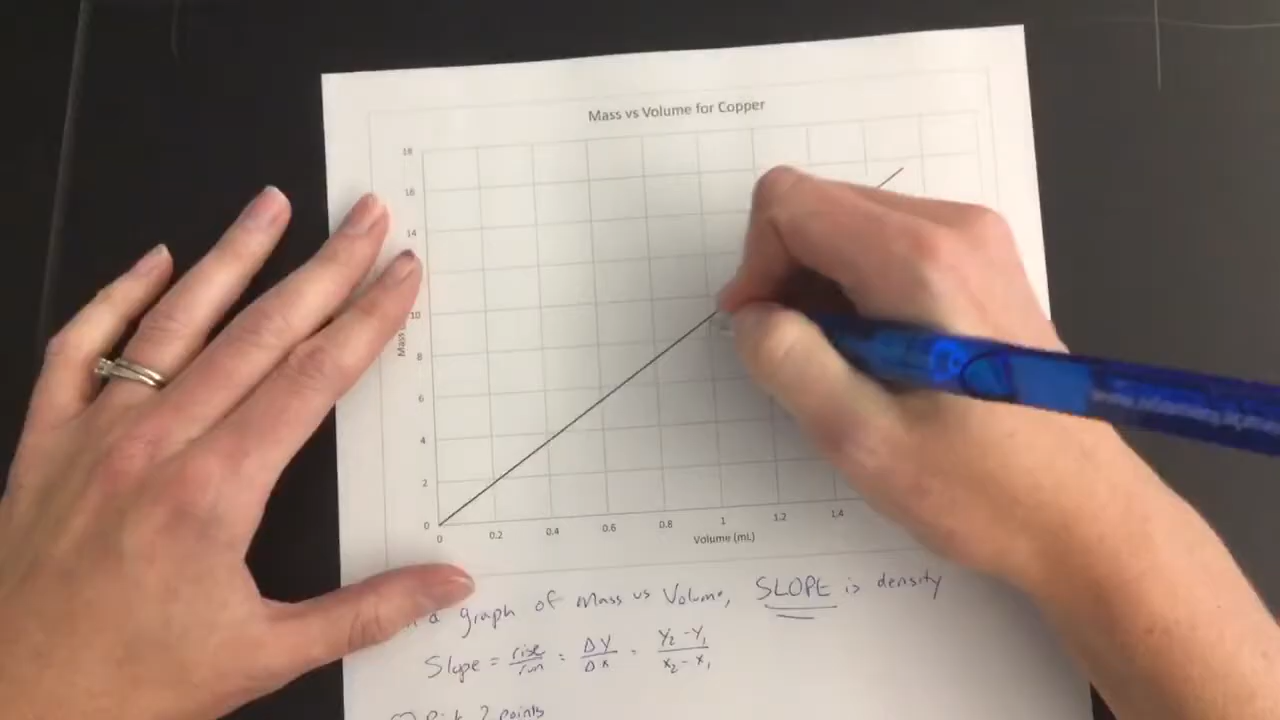 Mass vs Volume for Copper
18
16
14
10
8
6
4
2
0
Mass
0 0.2 0.4 0.6 0.8 1 1.2 1.4
Volume (mL)
a graph of Mass vs Volume, SLOPE is density
Slope = rise/run = ΔY/Δx = Y₂-Y₁/x₂-x₁
2 points